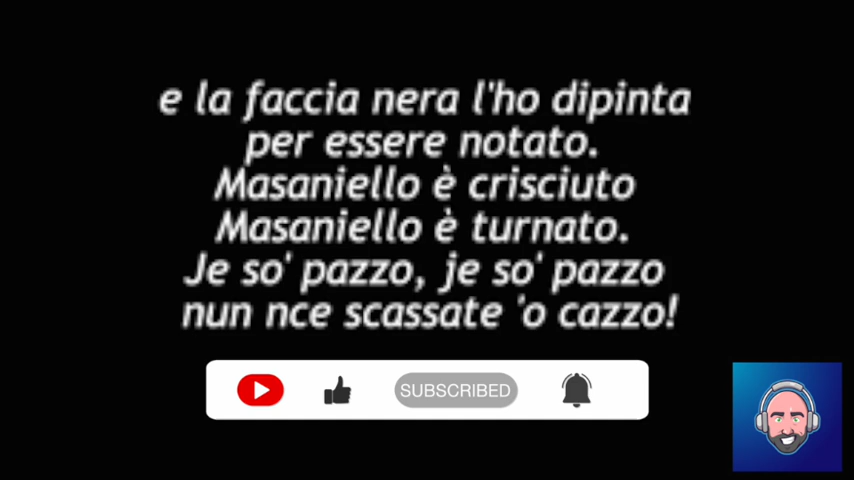 e la faccia nera l'ho dipinta
per essere notato.
Masaniello è crisciuto
Masaniello è turnato.
Je so' pazzo, je so' pazzo
nun nce scassate 'o cazzo!
SUBSCRIBED